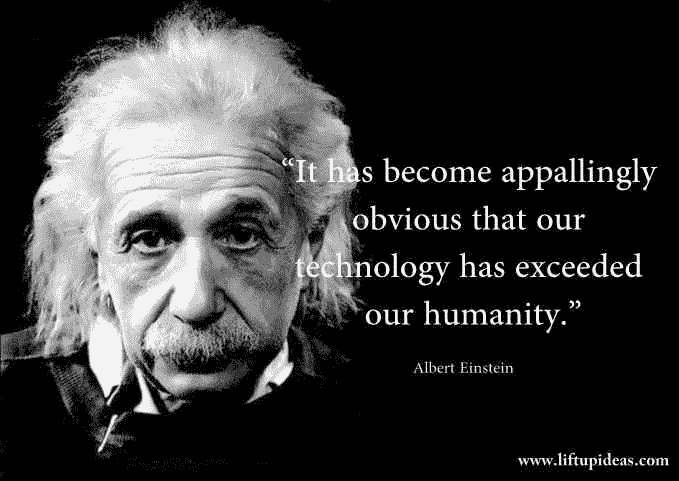 “It has become appallingly
obvious that our
technology has exceeded
our humanity.”
Albert Einstein
www.liftupideas.com